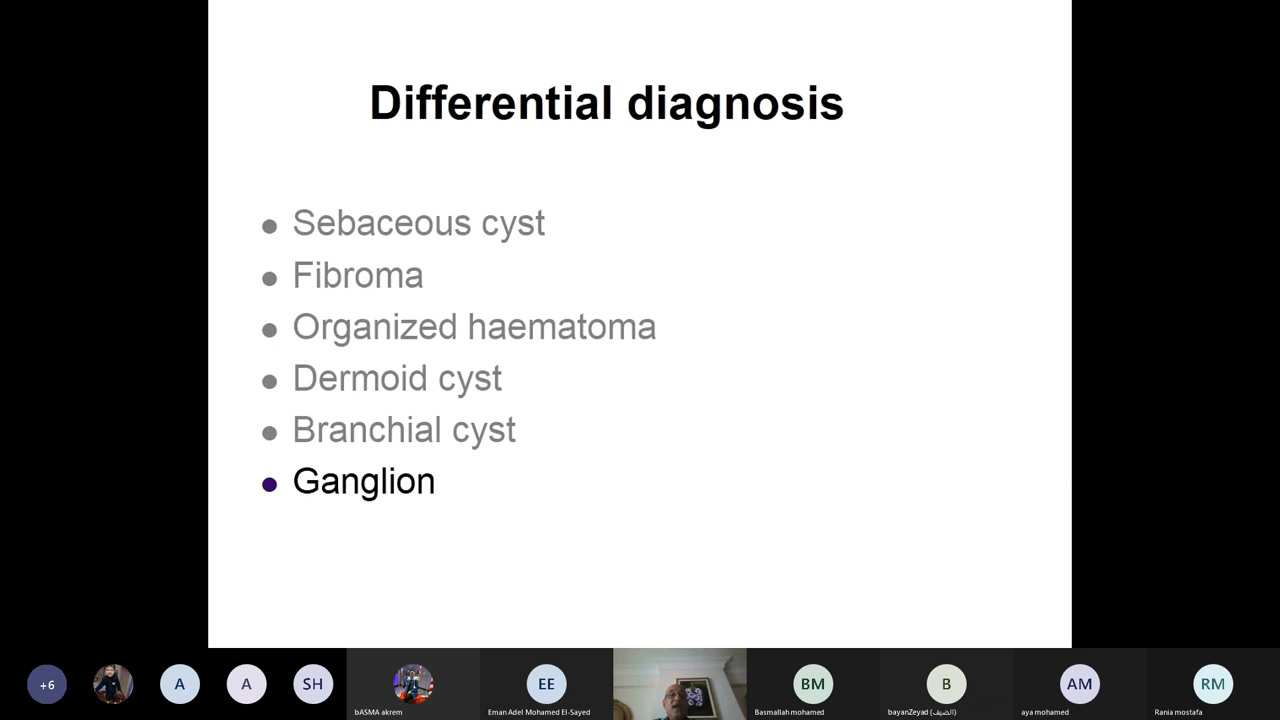 Differential diagnosis
Sebaceous cyst
Fibroma
Organized haematoma
Dermoid cyst
Branchial cyst
Ganglion
+6
A
A
SH
bASMA akrem
EE
Eman Adel Mohamed El-Sayed
BM
Basmallah mohamed
B
bayanZeyad (الضيف)
AM
aya mohamed
RM
Rania mostafa